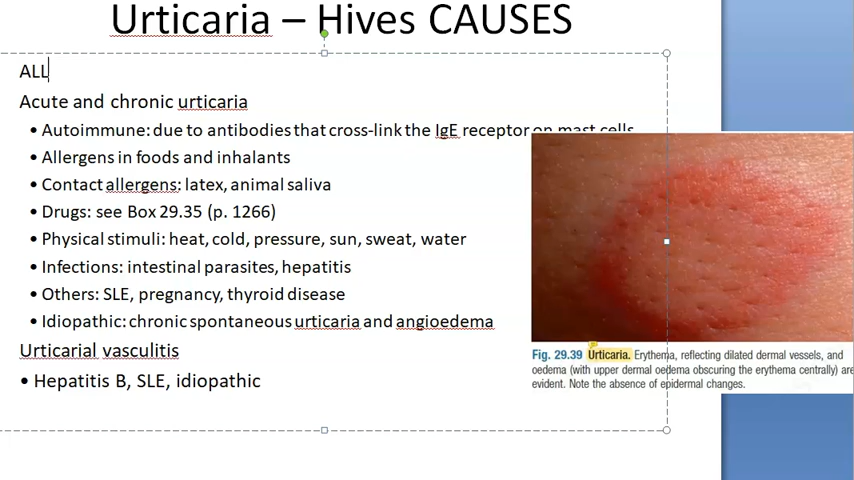 Urticaria – Hives CAUSES
ALL
Acute and chronic urticaria
• Autoimmune: due to antibodies that cross-link the IgE receptor on mast cells
• Allergens in foods and inhalants
• Contact allergens: latex, animal saliva
• Drugs: see Box 29.35 (p. 1266)
• Physical stimuli: heat, cold, pressure, sun, sweat, water
• Infections: intestinal parasites, hepatitis
• Others: SLE, pregnancy, thyroid disease
• Idiopathic: chronic spontaneous urticaria and angioedema
Urticarial vasculitis
• Hepatitis B, SLE, idiopathic
Fig. 29.39 Urticaria. Erythema, reflecting dilated dermal vessels, and
oedema (with upper dermal oedema obscuring the erythema centrally) are
evident. Note the absence of epidermal changes.